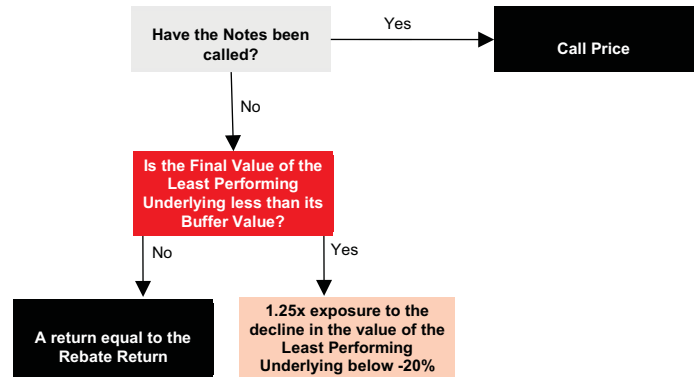 Have the Notes been
called?
Yes
Call Price
No
Is the Final Value of the
Least Performing
Underlying less than its
Buffer Value?
No
Yes
A return equal to the
Rebate Return
1.25x exposure to the
decline in the value of the
Least Performing
Underlying below -20%